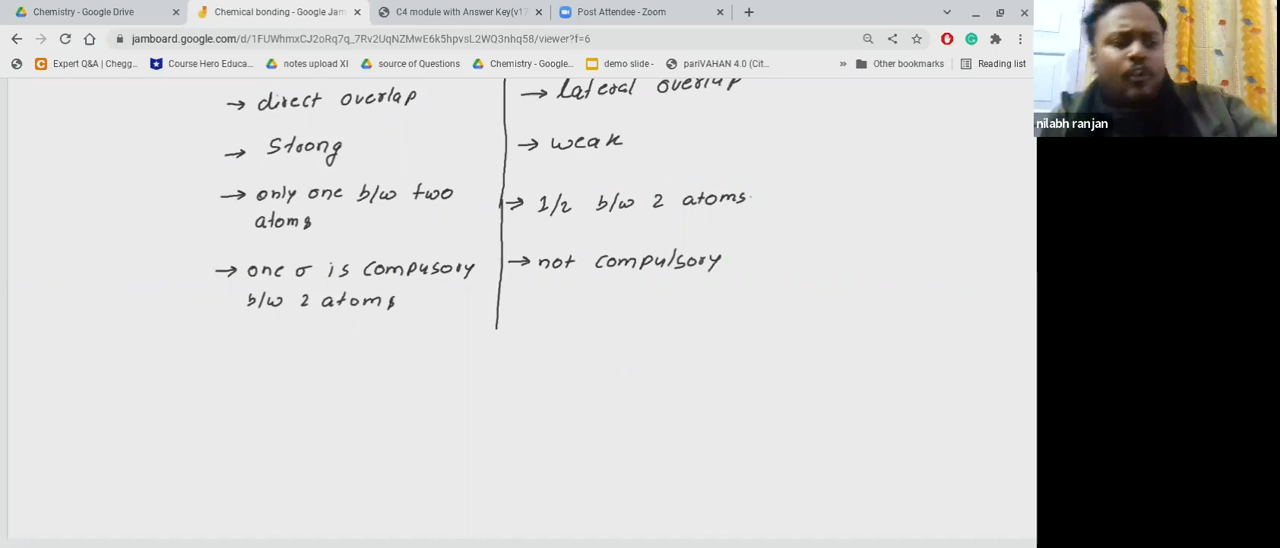 Chemistry - Google Drive
Chemical bonding - Google Jam
C4 module with Answer Key(v1
Post Attendee - Zoom
jamboard.google.com/d/1FUWhmxCJ2oRq7q_7Rv2UqNZMwE6k5hpvsL2WQ3nhq58/viewer?f=6
Expert Q&A | Chegg...
Course Hero Educa...
notes upload XI
source of Questions
Chemistry - Google...
demo slide -
pariVAHAN 4.0 (Cit...
Other bookmarks
Reading list
nilabh ranjan
→ direct overlap
→ Strong
→ only one b/w two
atoms
→ one σ is compusory
b/w 2 atoms
→ lateral overlap
→ weak
→ 1/2 b/w 2 atoms
→ not compulsory